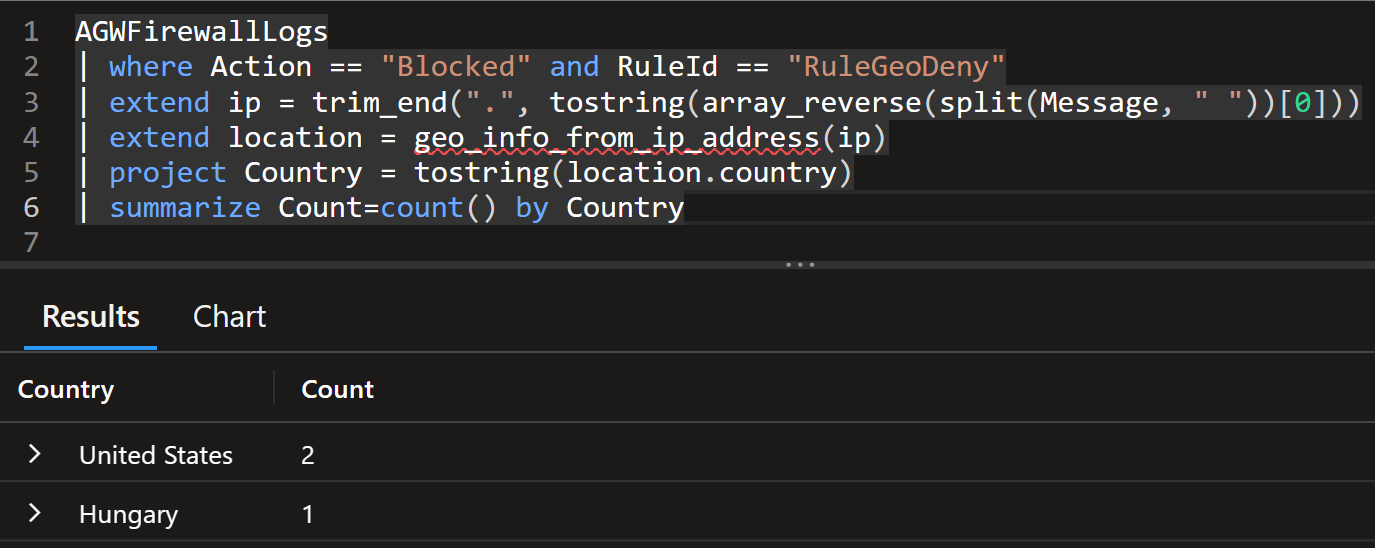 1 AGWFirewallLogs
2 | where Action == "Blocked" and RuleId == "RuleGeoDeny"
3 | extend ip = trim_end(".", tostring(array_reverse(split(Message, " "))[0]))
4 | extend location = geo_info_from_ip_address(ip)
5 | project Country = tostring(location.country)
6 | summarize Count=count() by Country
7
Results Chart
Country Count
United States 2
Hungary 1